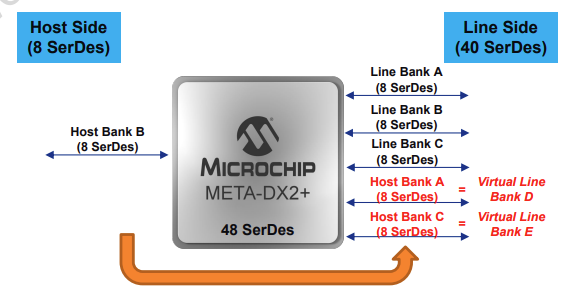 Host Side
(8 SerDes)
Line Side
(40 SerDes)
Line Bank A
(8 SerDes)
Line Bank B
(8 SerDes)
Host Bank B
(8 SerDes)
MICROCHIP
META-DX2+
48 SerDes
Line Bank C
(8 SerDes)
Host Bank A
(8 SerDes)
=
Virtual Line
Bank D
Host Bank C
(8 SerDes)
=
Virtual Line
Bank E